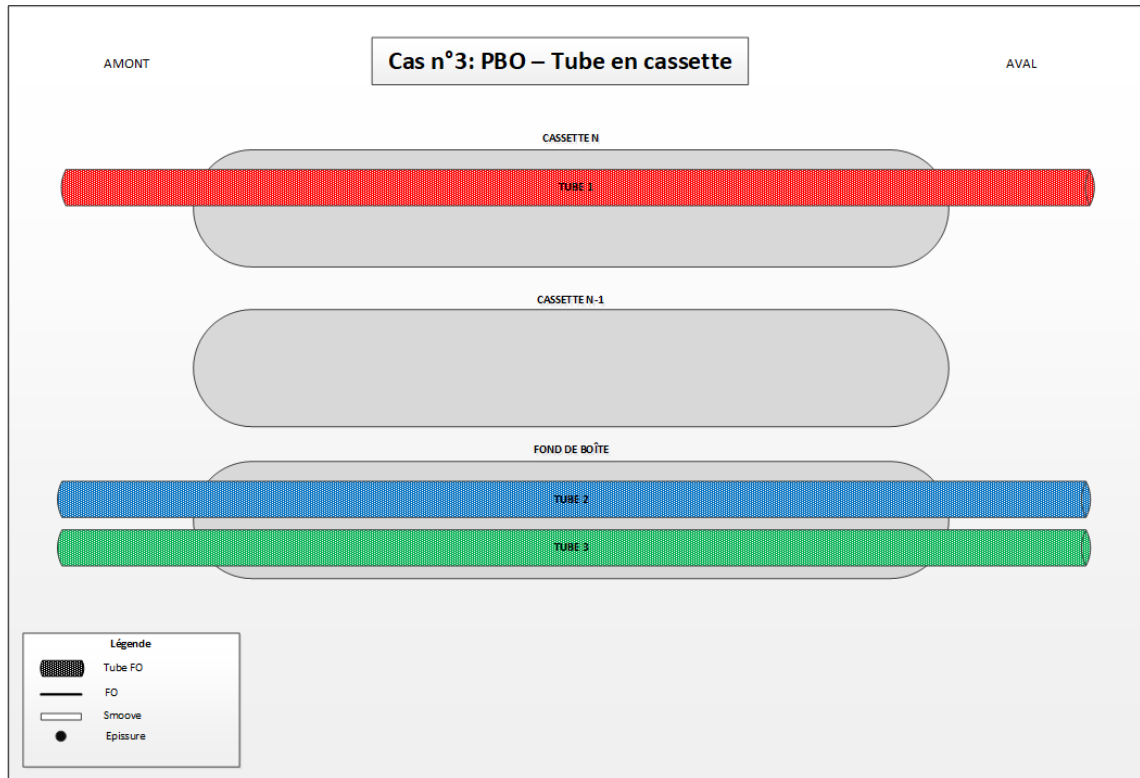 AMONT
Cas n°3: PBO – Tube en cassette
AVAL
CASSETTE N
TUBE 1
CASSETTE N-1
FOND DE BOÎTE
TUBE 2
TUBE 3
Légende
Tube FO
FO
Smoove
Epissure